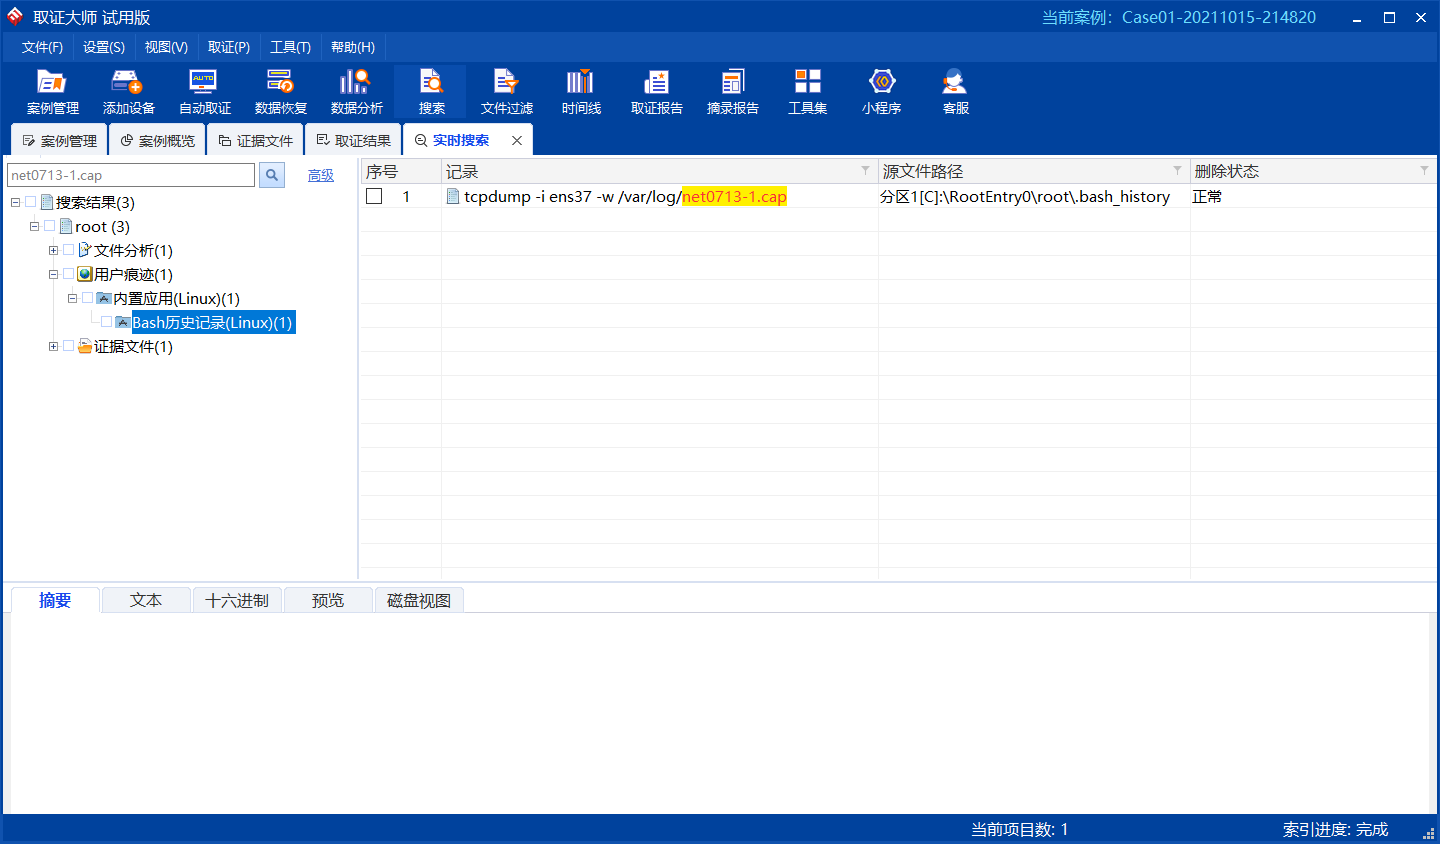 取证大师 试用版
当前案例：Case01-20211015-214820
文件(F) 设置(S) 视图(V) 取证(P) 工具(T) 帮助(H)
案例管理 添加设备 自动取证 数据恢复 数据分析 搜索 文件过滤 时间线 取证报告 摘录报告 工具集 小程序 客服
案例管理 案例概览 证据文件 取证结果 实时搜索
net0713-1.cap 高级
搜索结果(3)
root (3)
文件分析(1)
用户痕迹(1)
内置应用(Linux)(1)
Bash历史记录(Linux)(1)
证据文件(1)
序号 记录 源文件路径 删除状态
1 tcpdump -i ens37 -w /var/log/net0713-1.cap 分区1[C]:\RootEntry0\root\.bash_history 正常
摘要 文本 十六进制 预览 磁盘视图
当前项目数: 1 索引进度: 完成